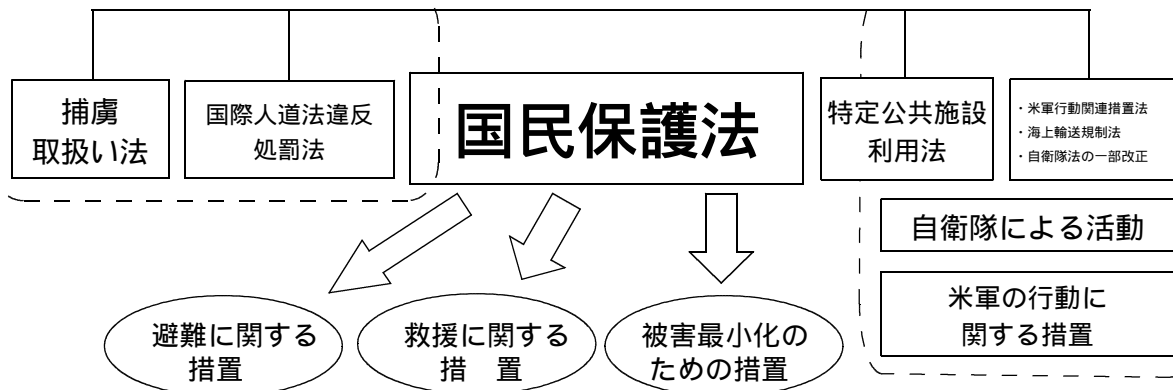 捕虜
取扱い法
国際人道法違反
処罰法
国民保護法
特定公共施設
利用法
・米軍行動関連措置法
・海上輸送規制法
・自衛隊法の一部改正
自衛隊による活動
米軍の行動に
関する措置
避難に関する
措置
救援に関する
措　置
被害最小化の
ための措置